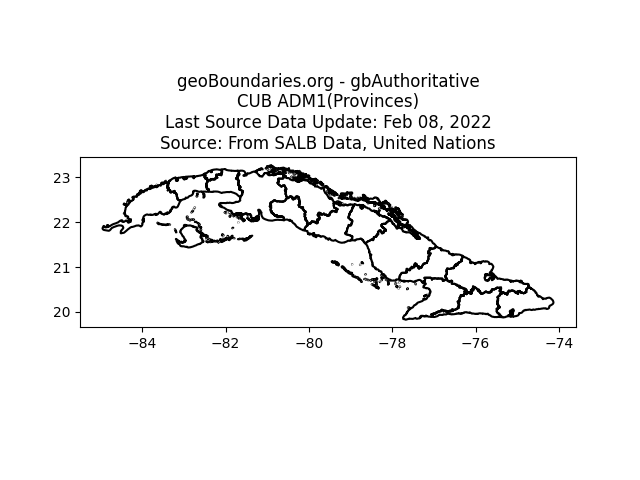 geoBoundaries.org - gbAuthoritative
CUB ADM1(Provinces)
Last Source Data Update: Feb 08, 2022
Source: From SALB Data, United Nations
23
22
21
20
−84
−82
−80
−78
−76
−74